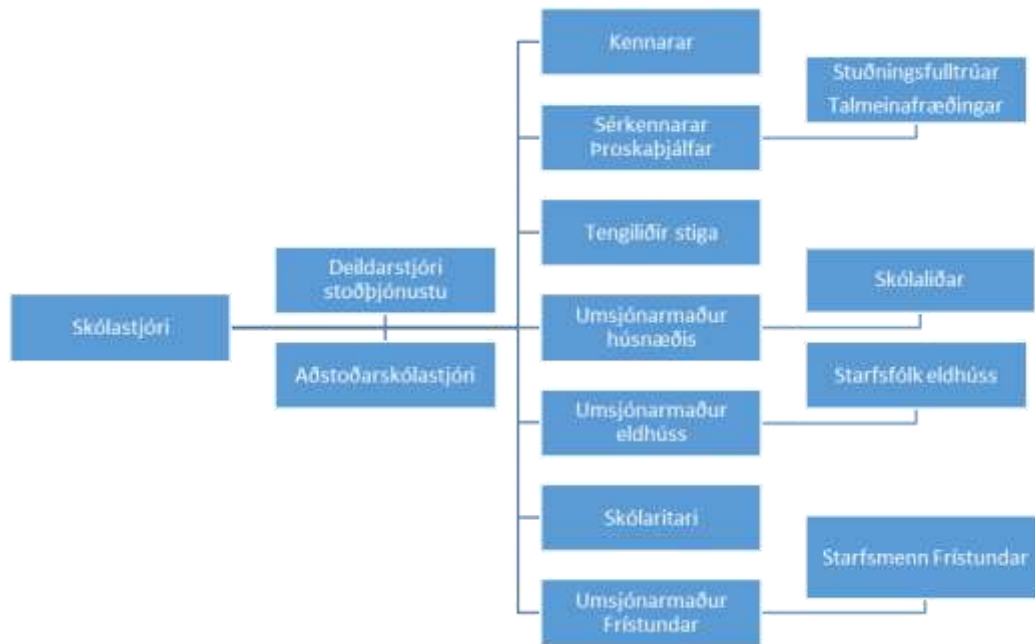 Skólastjóri
Deildarstjóri
stoðþjónustu
Aðstoðarskólastjóri
Kennarar
Sérkennarar
Þroskaþjálfar
Stuðningsfulltrúar
Talmeinafræðingar
Tengiliðir stiga
Umsjónarmaður
húsnæðis
Skólaliðar
Umsjónarmaður
eldhúss
Starfsfólk eldhúss
Skólaritari
Umsjónarmaður
Frístundar
Starfsmenn Frístundar